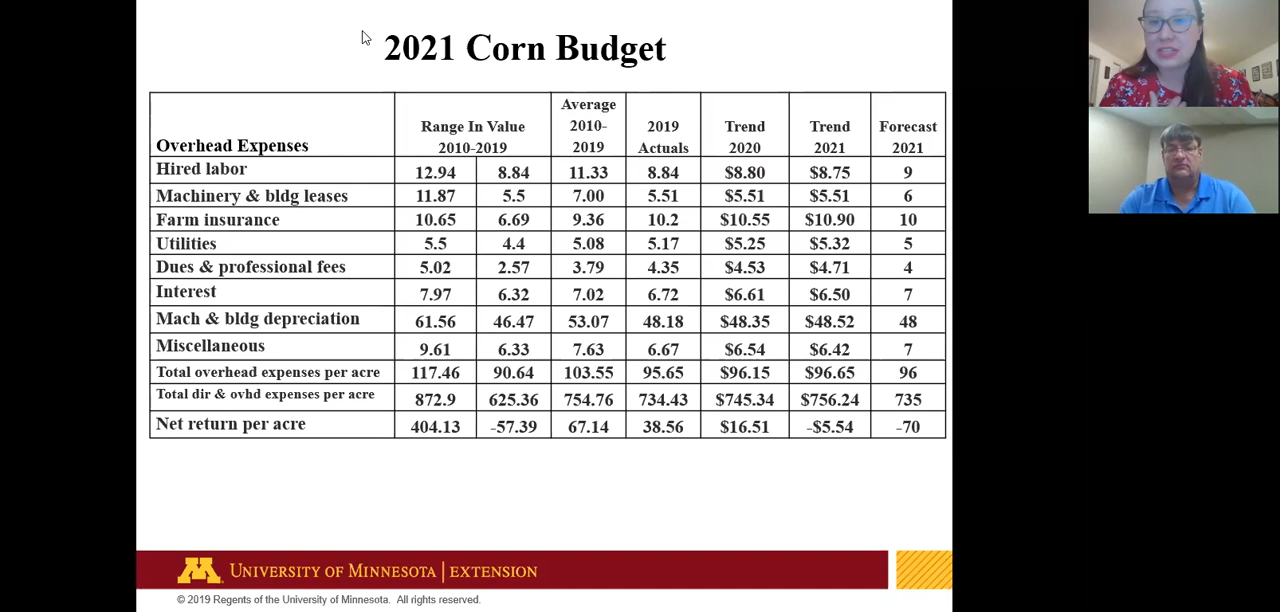 2021 Corn Budget
Overhead Expenses Range In Value 2010-2019 Average 2010-2019 2019 Actuals Trend 2020 Trend 2021 Forecast 2021
Hired labor 12.94 8.84 11.33 8.84 $8.80 $8.75 9
Machinery & bldg leases 11.87 5.5 7.00 5.51 $5.51 $5.51 6
Farm insurance 10.65 6.69 9.36 10.2 $10.55 $10.90 10
Utilities 5.5 4.4 5.08 5.17 $5.25 $5.32 5
Dues & professional fees 5.02 2.57 3.79 4.35 $4.53 $4.71 4
Interest 7.97 6.32 7.02 6.72 $6.61 $6.50 7
Mach & bldg depreciation 61.56 46.47 53.07 48.18 $48.35 $48.52 48
Miscellaneous 9.61 6.33 7.63 6.67 $6.54 $6.42 7
Total overhead expenses per acre 117.46 90.64 103.55 95.65 $96.15 $96.65 96
Total dir & ovhd expenses per acre 872.9 625.36 754.76 734.43 $745.34 $756.24 735
Net return per acre 404.13 -57.39 67.14 38.56 $16.51 -$5.54 -70
M UNIVERSITY OF MINNESOTA | EXTENSION
© 2019 Regents of the University of Minnesota. All rights reserved.